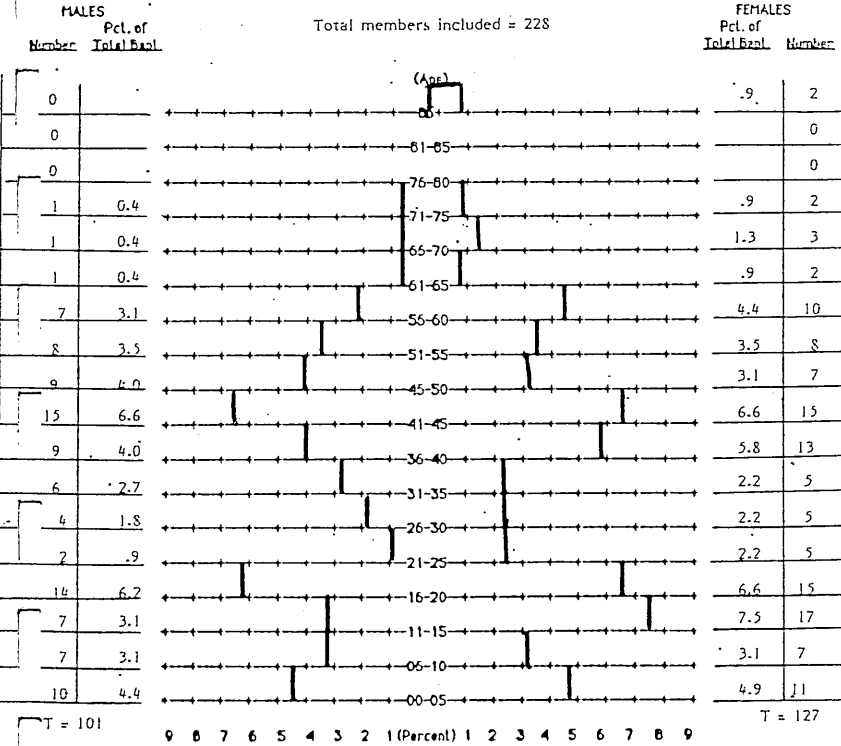 MALES Total members included = 228 FEMALES
Pct. of Pct. of
Number Total Bapt. Total Bapt. Number
(Age)
0 .9 2
0 81-85 0
0 76-80 0
1 0.4 71-75 .9 2
1 0.4 65-70 1.3 3
1 0.4 61-65 .9 2
7 3.1 56-60 4.4 10
8 3.5 51-55 3.5 8
9 4.0 45-50 3.1 7
15 6.6 41-45 6.6 15
9 4.0 36-40 5.8 13
6 2.7 31-35 2.2 5
4 1.8 26-30 2.2 5
2 .9 21-25 2.2 5
14 6.2 16-20 6.6 15
7 3.1 11-15 7.5 17
7 3.1 06-10 3.1 7
10 4.4 00-05 4.9 11
T = 101 T = 127
9 8 7 6 5 4 3 2 1 (Percent) 1 2 3 4 5 6 7 8 9